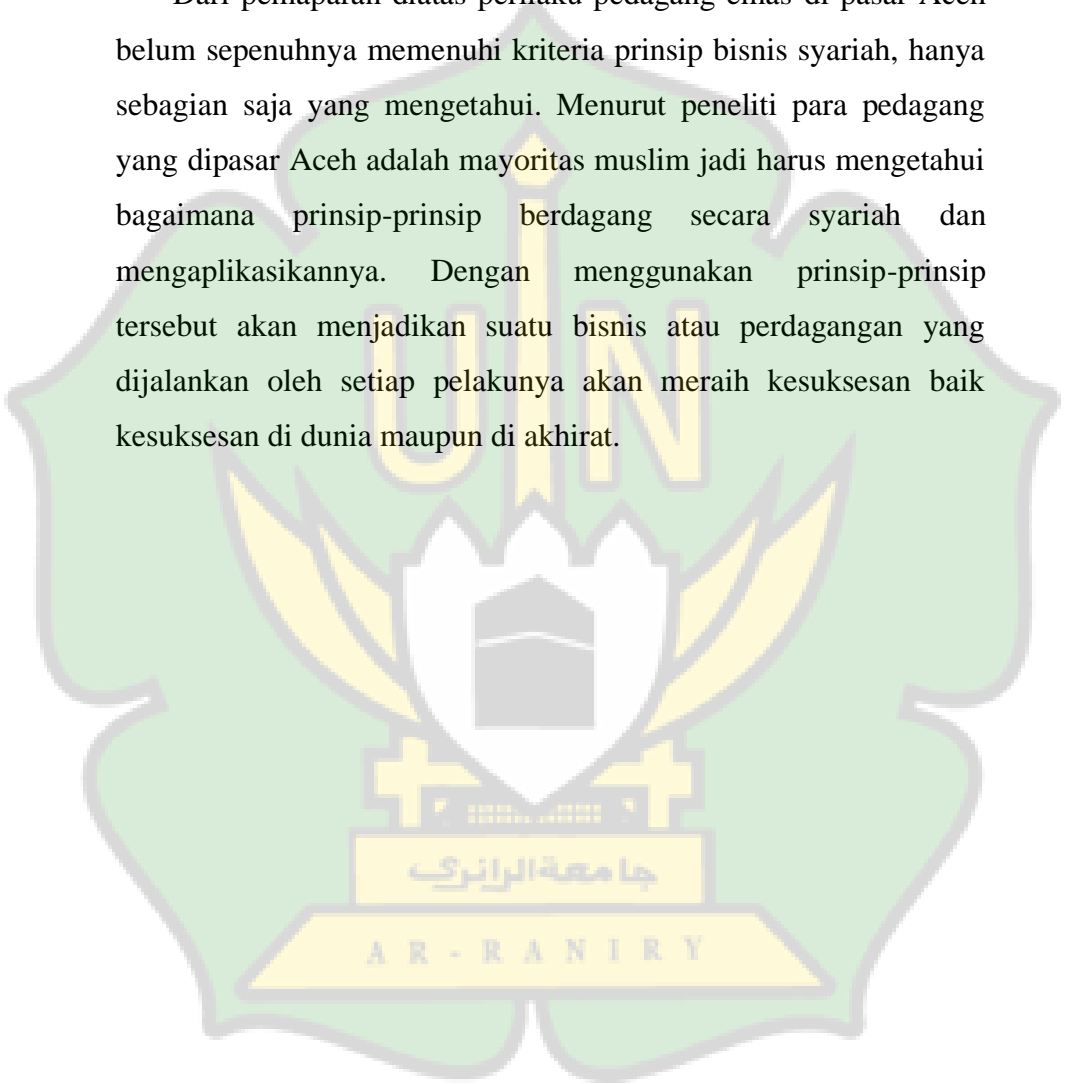 Dari pemaparan diatas perilaku pedagang emas di pasar Aceh
belum sepenuhnya memenuhi kriteria prinsip bisnis syariah, hanya
sebagian saja yang mengetahui. Menurut peneliti para pedagang
yang dipasar Aceh adalah mayoritas muslim jadi harus mengetahui
bagaimana prinsip-prinsip berdagang secara syariah dan
mengaplikasikannya. Dengan menggunakan prinsip-prinsip
tersebut akan menjadikan suatu bisnis atau perdagangan yang
dijalankan oleh setiap pelakunya akan meraih kesuksesan baik
kesuksesan di dunia maupun di akhirat.
UIN
جامعة الرانري
AR-RANIRY